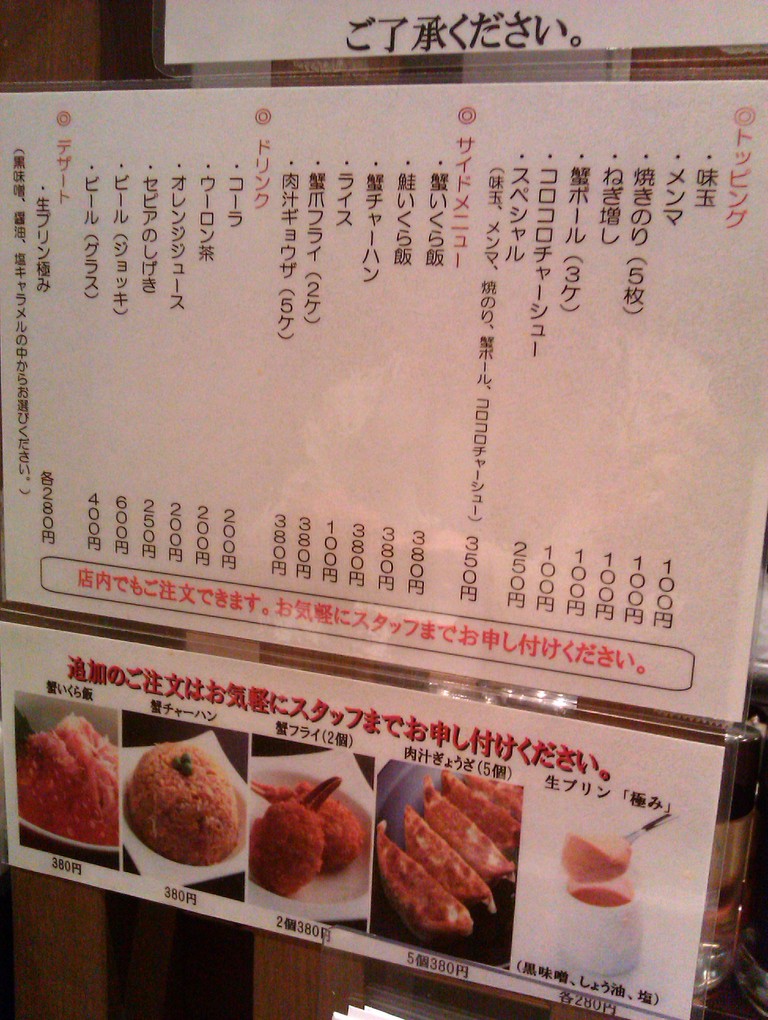 ご了承ください。
◎トッピング
・味玉 100円
・メンマ 100円
・焼きのり(5枚) 100円
・ねぎ増し 100円
・蟹ボール(3ケ) 100円
・コロコロチャーシュー 250円
・スペシャル 350円
(味玉、メンマ、焼のり、蟹ボール、コロコロチャーシュー)
◎サイドメニュー
・蟹いくら飯 380円
・鮭いくら飯 380円
・蟹チャーハン 380円
・ライス 100円
・蟹爪フライ(2ケ) 380円
・肉汁ギョウザ(5ケ) 380円
◎ドリンク
・コーラ 200円
・ウーロン茶 200円
・オレンジジュース 200円
・セピアのしげき 250円
・ビール(ジョッキ) 600円
・ビール(グラス) 400円
◎デザート
・生プリン極み 各280円
(黒味噌、醤油、塩キャラメルの中からお選びください。)
店内でもご注文できます。お気軽にスタッフまでお申し付けください。
追加のご注文はお気軽にスタッフまでお申し付けください。
蟹いくら飯
380円
蟹チャーハン
380円
蟹フライ(2個)
2個380円
肉汁ぎょうざ(5個)
5個380円
生プリン「極み」
(黒味噌、しょう油、塩)
各280円